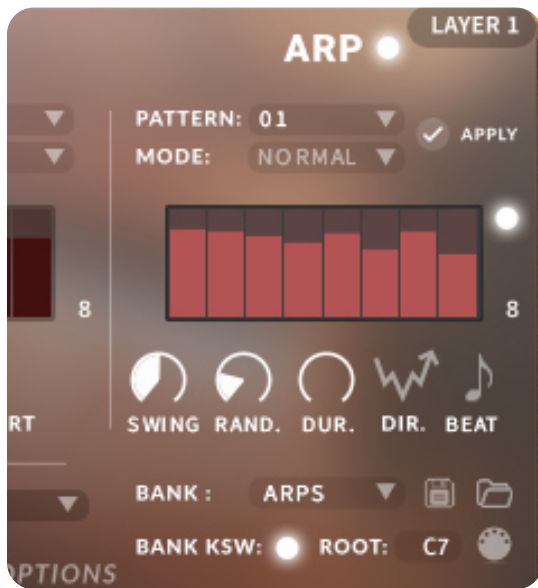 LAYER 1
ARP
PATTERN: 01
APPLY
MODE: NORMAL
8
8
RT
SWING RAND. DUR. DIR. BEAT
BANK : ARPS
BANK KSW: ROOT: C7
OPTIONS